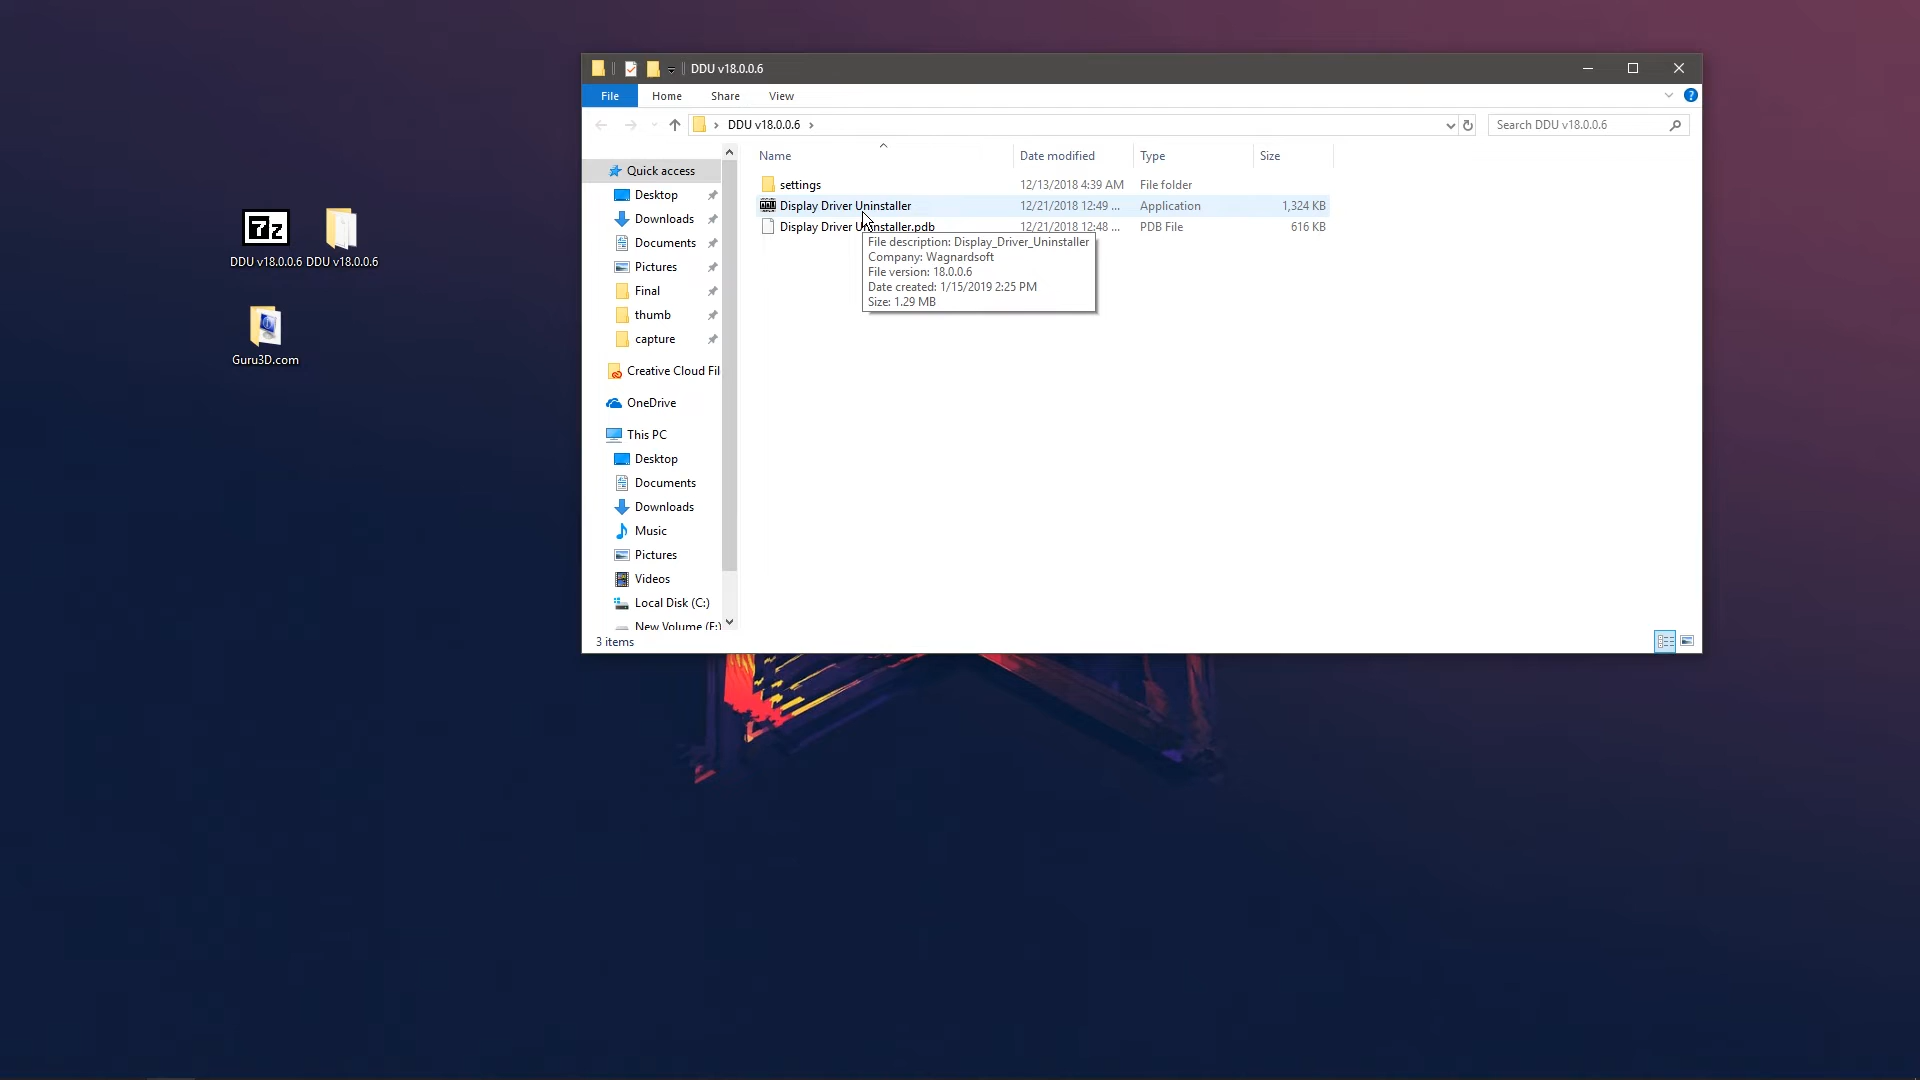 DDU v18.0.0.6
File Home Share View
DDU v18.0.0.6
Search DDU v18.0.0.6
Name Date modified Type Size
settings 12/13/2018 4:39 AM File folder
Display Driver Uninstaller 12/21/2018 12:49 ... Application 1,324 KB
Display Driver Uninstaller.pdb 12/21/2018 12:48 ... PDB File 616 KB
File description: Display_Driver_Uninstaller
Company: Wagnardsoft
File version: 18.0.0.6
Date created: 1/15/2019 2:25 PM
Size: 1.29 MB
Quick access
Desktop
Downloads
Documents
Pictures
Final
thumb
capture
Creative Cloud Fil
OneDrive
This PC
Desktop
Documents
Downloads
Music
Pictures
Videos
Local Disk (C:)
New Volume (E:)
3 items
7z
DDU v18.0.0.6 DDU v18.0.0.6
Guru3D.com